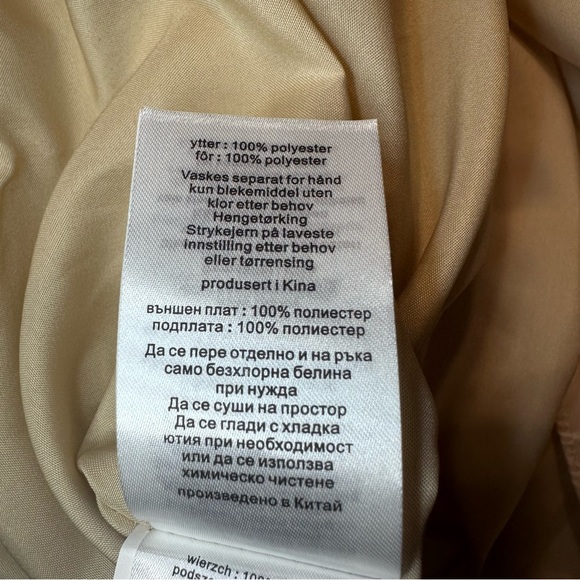 ytter : 100% polyester
fôr : 100% polyester
Vaskes separat for hånd
kun blekemiddel uten
klor etter behov
Hengetørking
Strykejern på laveste
innstilling etter behov
eller tørrensing
produsert i Kina
външен плат : 100% полиестер
подплата : 100% полиестер
Да се пере отделно и на ръка
само безхлорна белина
при нужда
Да се суши на простор
Да се глади с хладка
ютия при необходимост
или да се използва
химическо чистене
произведено в Китай
wierzch : 100